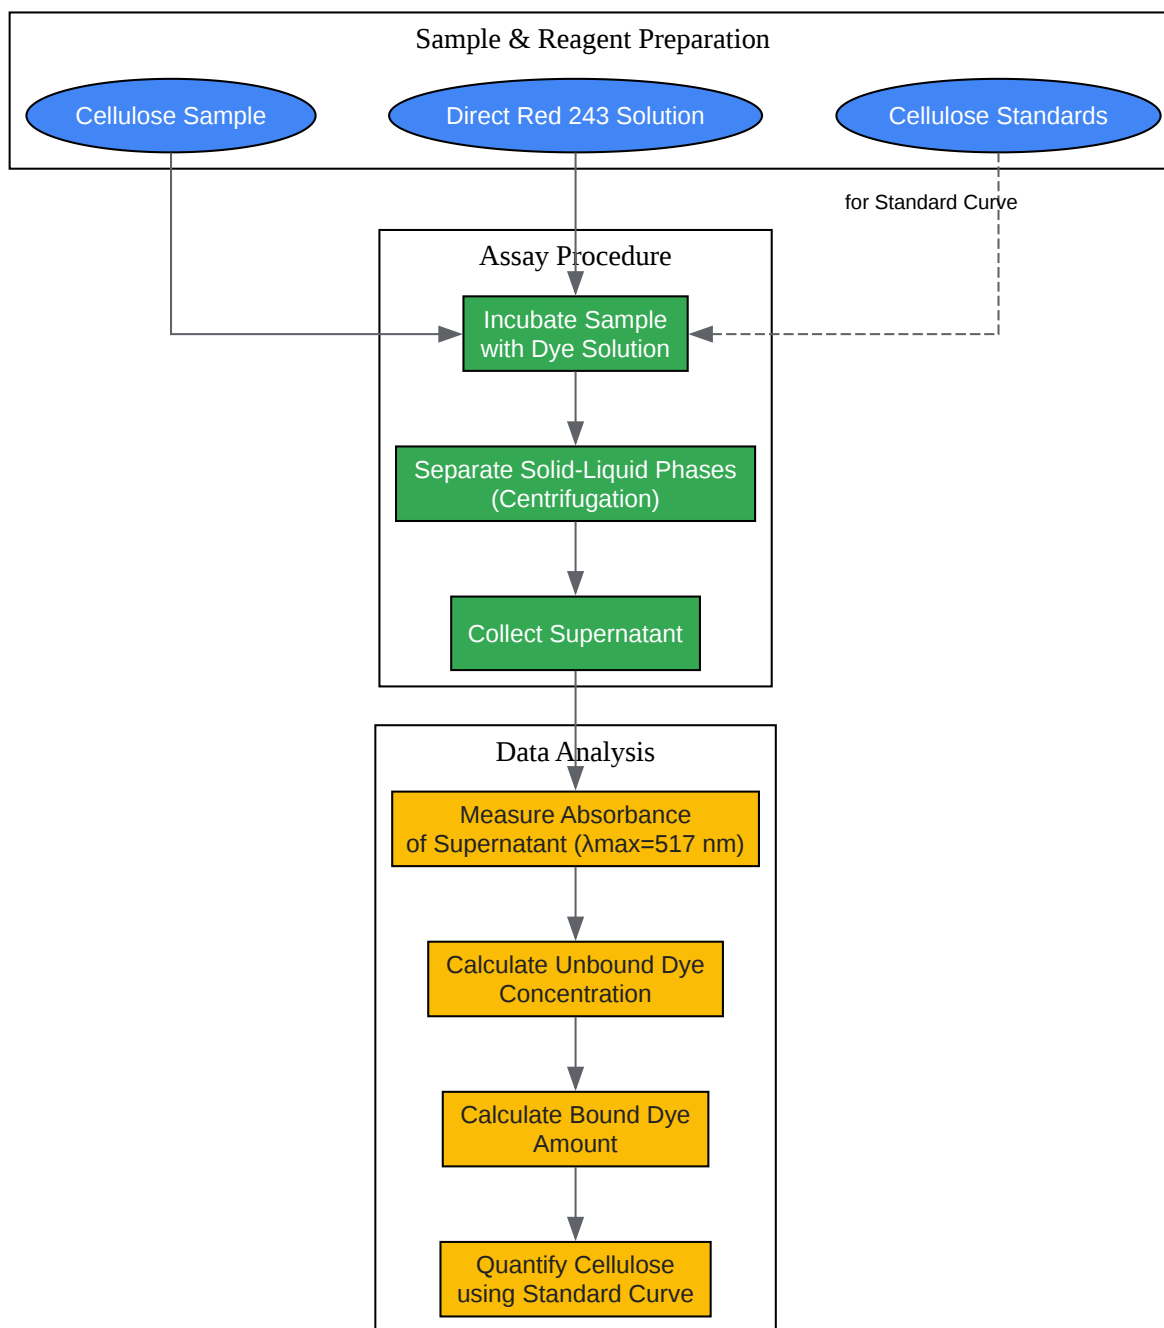 Sample & Reagent Preparation
Cellulose Sample
Direct Red 243 Solution
Cellulose Standards
for Standard Curve
Assay Procedure
Incubate Sample
with Dye Solution
Separate Solid-Liquid Phases
(Centrifugation)
Collect Supernatant
Data Analysis
Measure Absorbance
of Supernatant (λmax=517 nm)
Calculate Unbound Dye
Concentration
Calculate Bound Dye
Amount
Quantify Cellulose
using Standard Curve